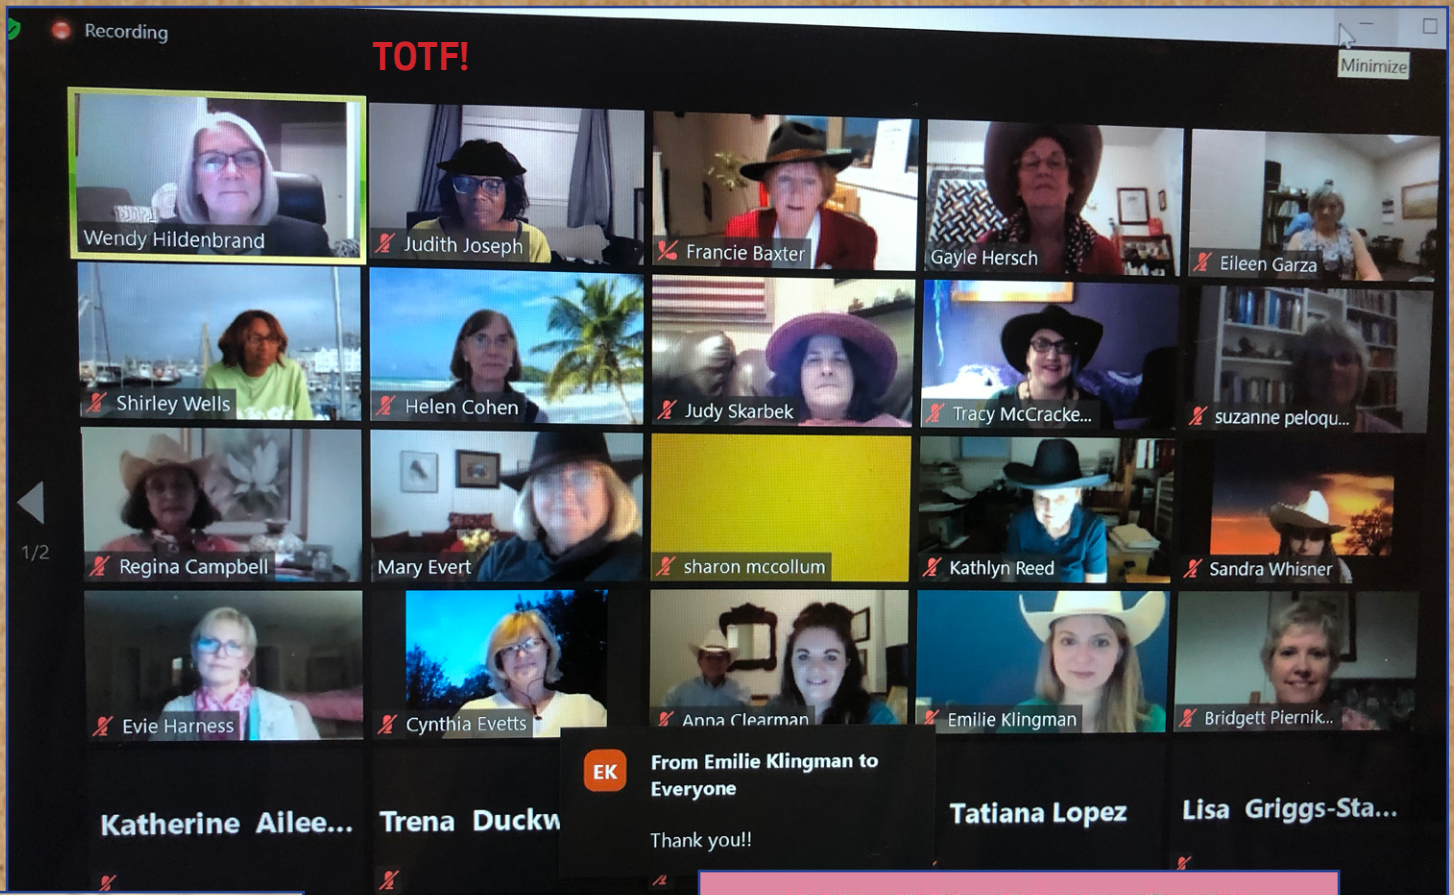 Recording
TOTF!
Minimize
Wendy Hildenbrand
Judith Joseph
Francie Baxter
Gayle Hersch
Eileen Garza
Shirley Wells
Helen Cohen
Judy Skarbek
Tracy McCracke...
suzanne peloqu...
Regina Campbell
Mary Evert
sharon mccollum
Kathlyn Reed
Sandra Whisner
1/2
Evie Harness
Cynthia Evetts
Anna Clearman
Emilie Klingman
Bridgett Piernik...
EK
From Emilie Klingman to
Everyone
Thank you!!
Katherine Ailee...
Trena Duckw
Tatiana Lopez
Lisa Griggs-Sta...